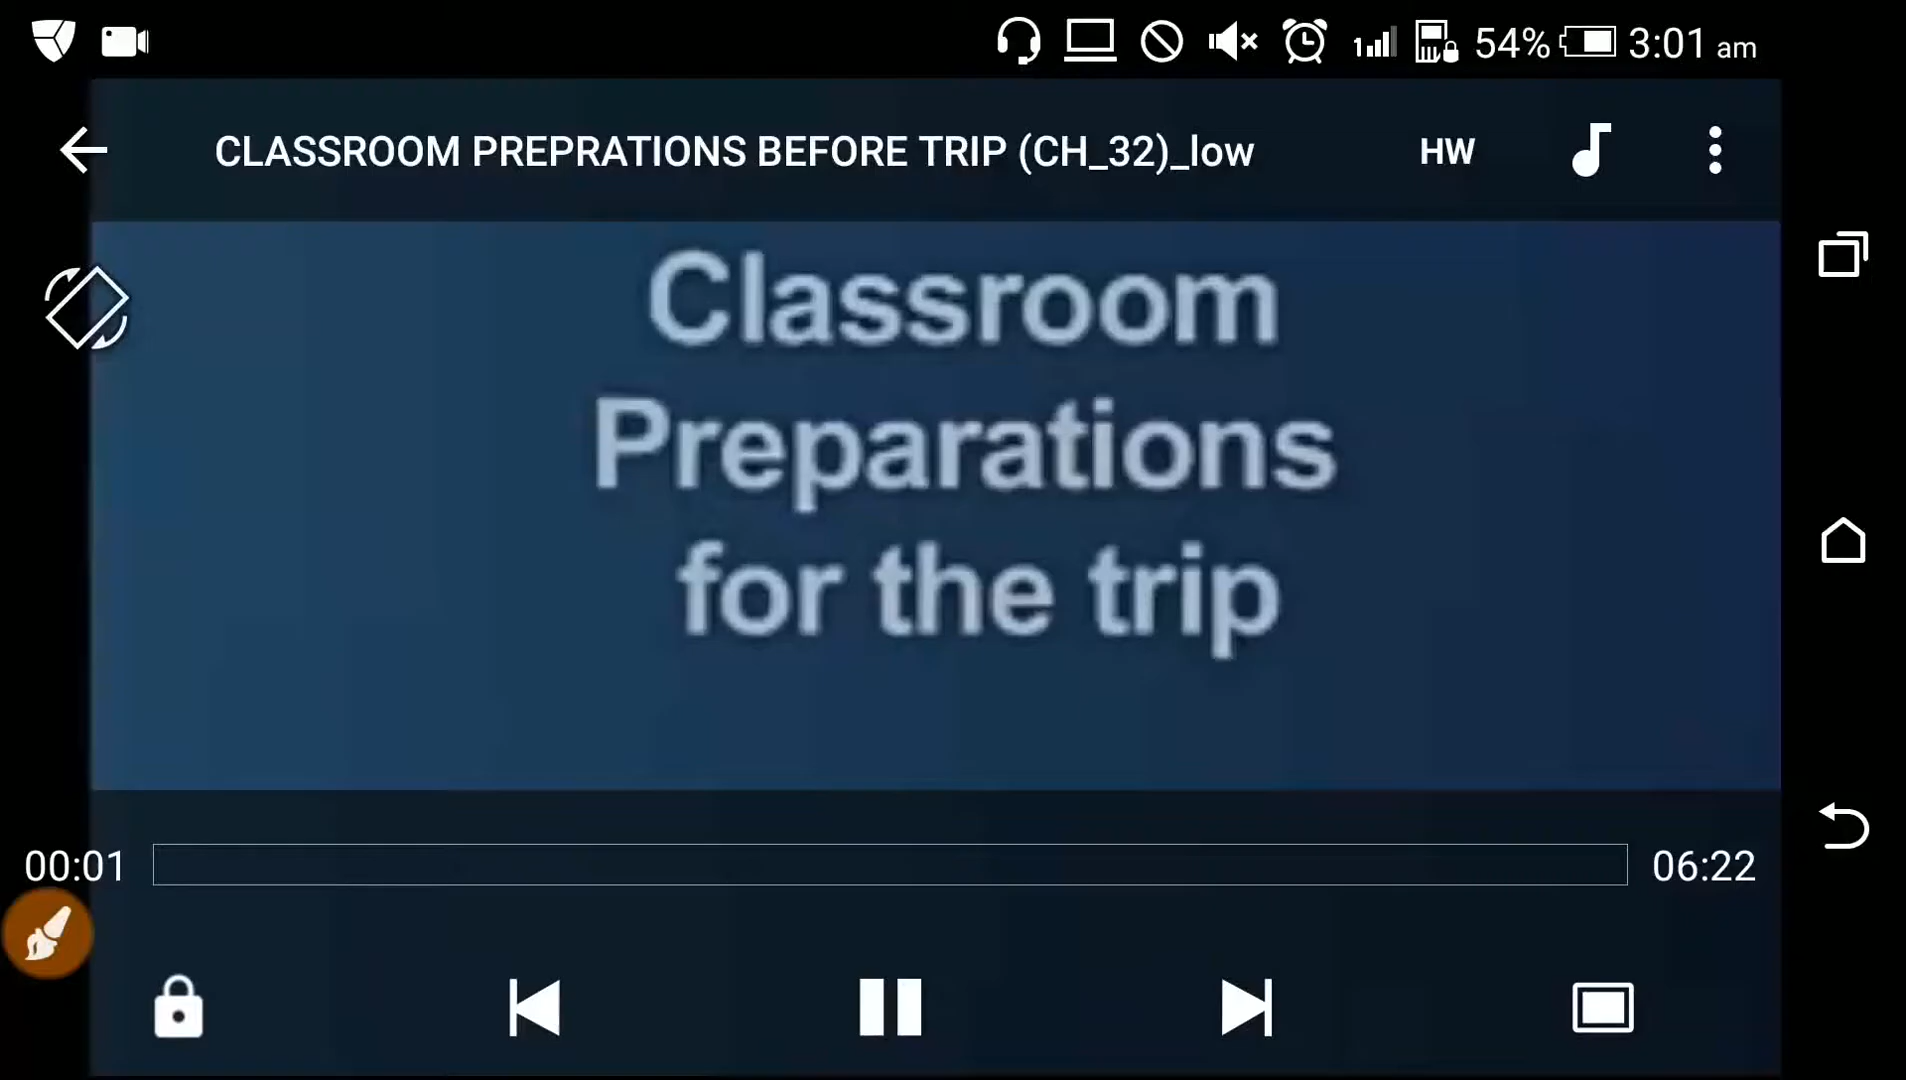 54% 3:01 am
CLASSROOM PREPRATIONS BEFORE TRIP (CH_32)_low HW
Classroom
Preparations
for the trip
00:01 06:22